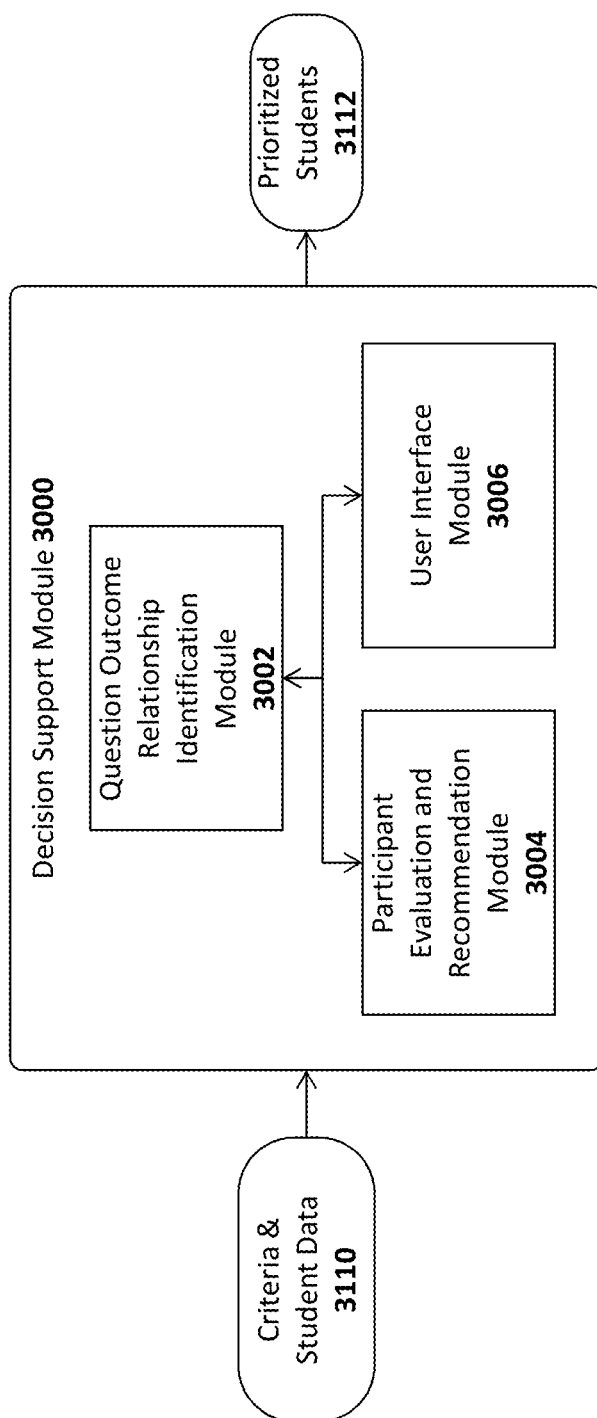 Criteria &
Student Data
3110
Decision Support Module 3000
Question Outcome
Relationship
Identification
Module
3002
Participant
Evaluation and
Recommendation
Module
3004
User Interface
Module
3006
Prioritized
Students
3112